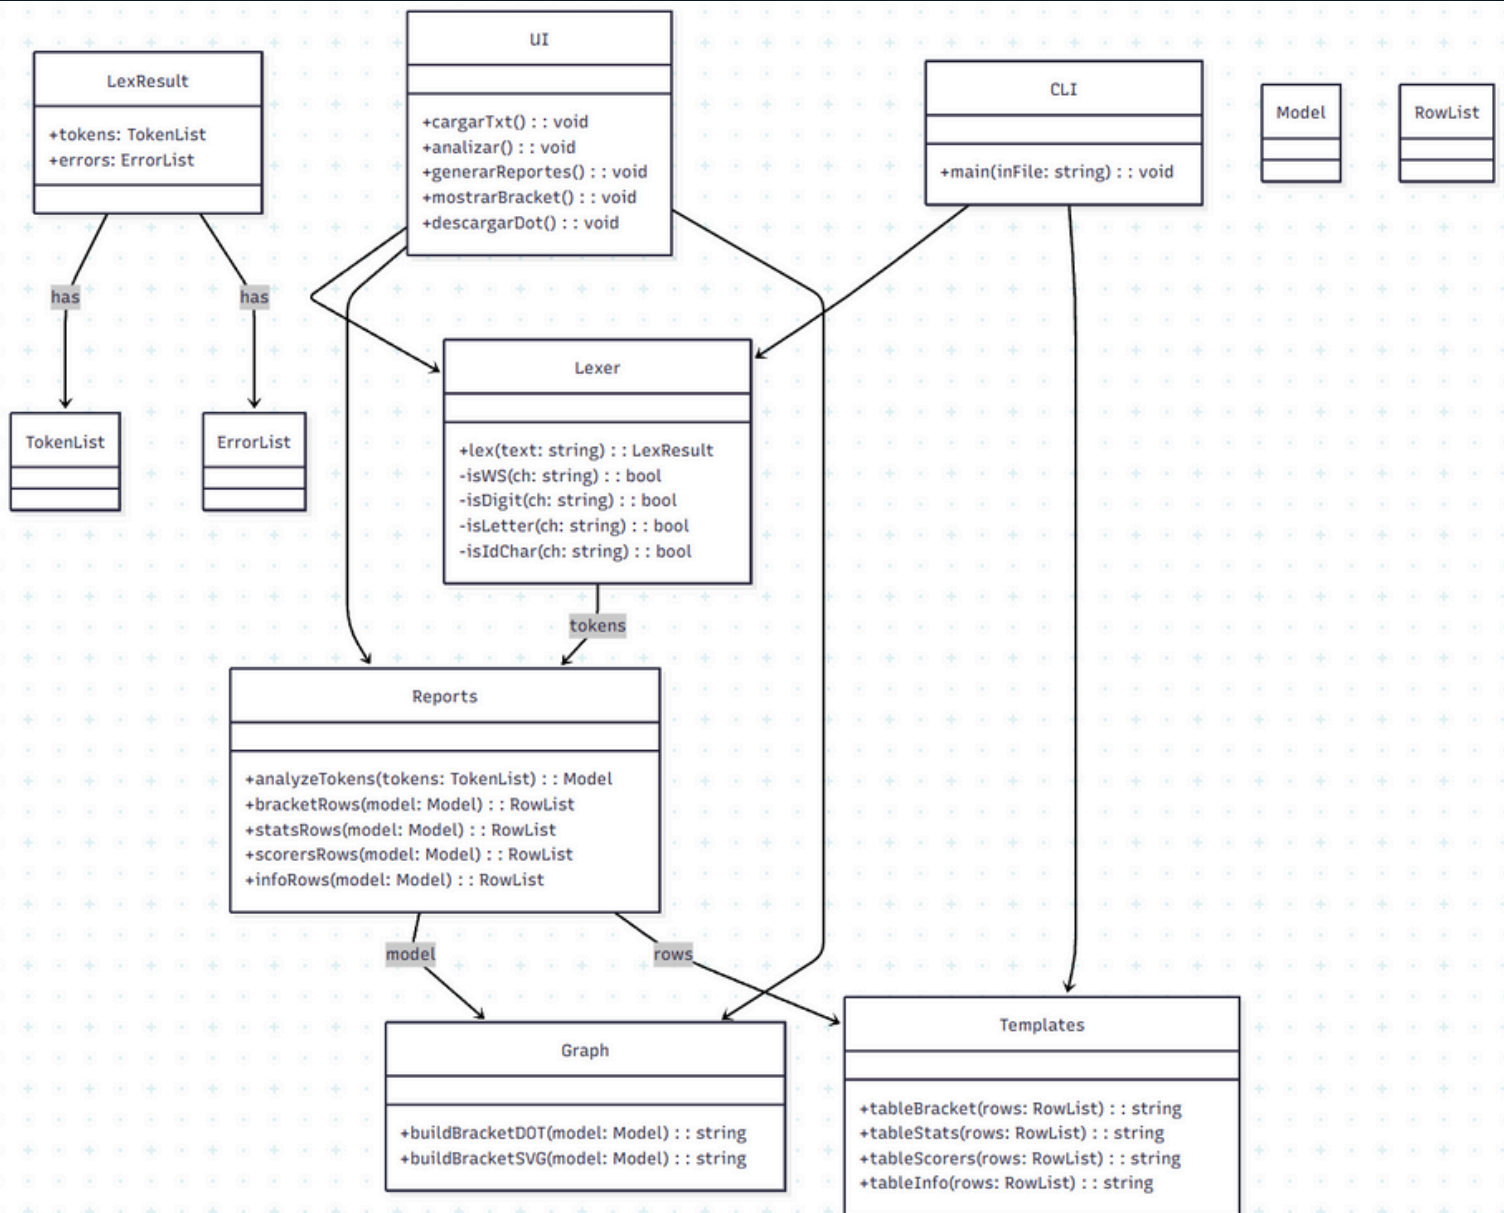 UI
+cargarTxt() : : void
+analizar() : : void
+generarReportes() : : void
+mostrarBracket() : : void
+descargarDot() : : void
LexResult
+tokens: TokenList
+errors: ErrorList
CLI
+main(inFile: string) : : void
Model
RowList
has
has
TokenList
ErrorList
Lexer
+lex(text: string) : : LexResult
-isWS(ch: string) : : bool
-isDigit(ch: string) : : bool
-isLetter(ch: string) : : bool
-isIdChar(ch: string) : : bool
tokens
Reports
+analyzeTokens(tokens: TokenList) : : Model
+bracketRows(model: Model) : : RowList
+statsRows(model: Model) : : RowList
+scorersRows(model: Model) : : RowList
+infoRows(model: Model) : : RowList
model
rows
Graph
+buildBracketDOT(model: Model) : : string
+buildBracketSVG(model: Model) : : string
Templates
+tableBracket(rows: RowList) : : string
+tableStats(rows: RowList) : : string
+tableScorers(rows: RowList) : : string
+tableInfo(rows: RowList) : : string